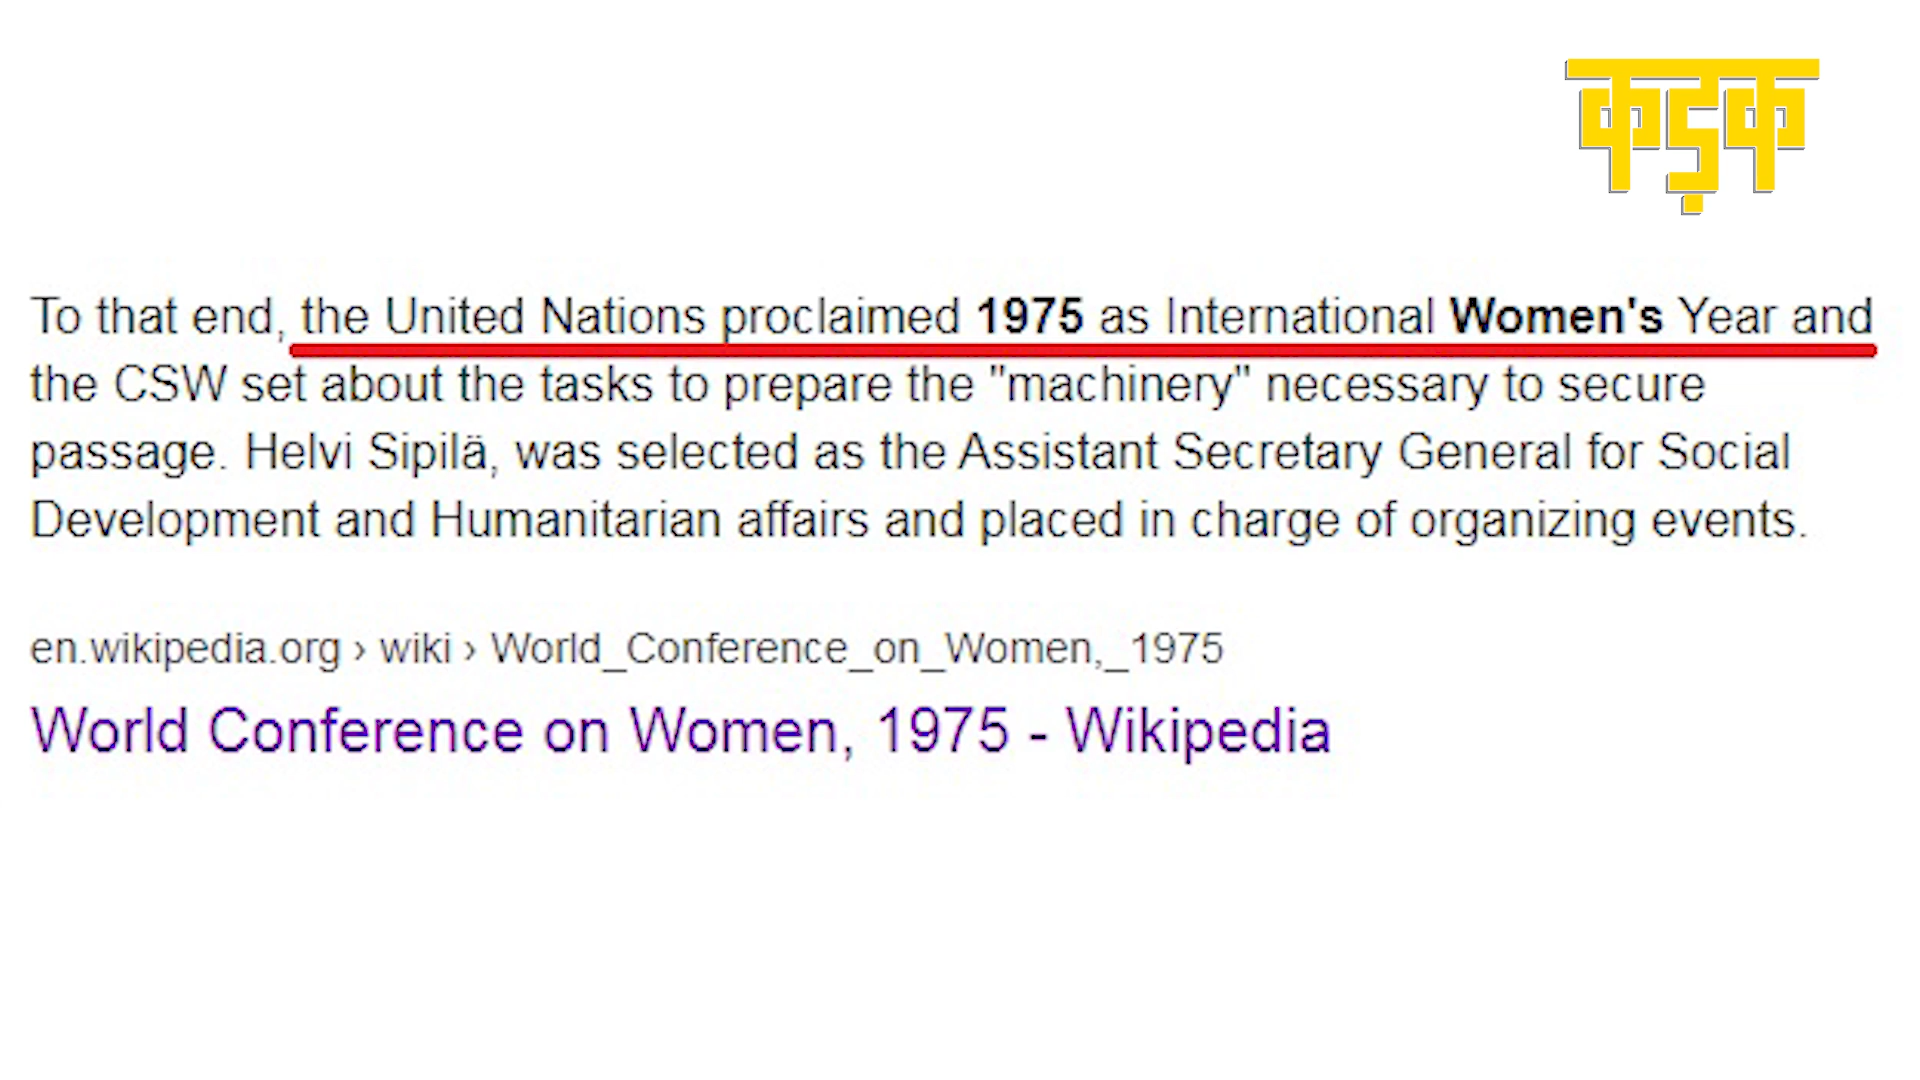 कड़क
To that end, the United Nations proclaimed 1975 as International Women's Year and
the CSW set about the tasks to prepare the "machinery" necessary to secure
passage. Helvi Sipilä, was selected as the Assistant Secretary General for Social
Development and Humanitarian affairs and placed in charge of organizing events.
en.wikipedia.org › wiki › World_Conference_on_Women,_1975
World Conference on Women, 1975 - Wikipedia